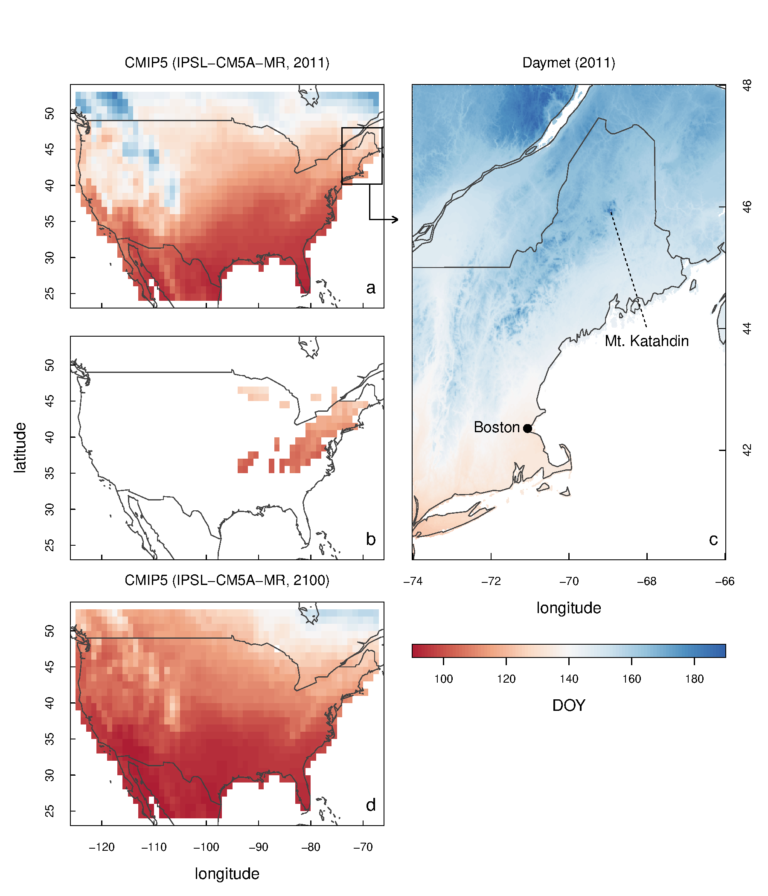 CMIP5 (IPSL−CM5A−MR, 2011)
Daymet (2011)
50
45
40
35
30
25
a
48
46
44
42
Mt. Katahdin
Boston
c
−74
−72
−70
−68
−66
longitude
latitude
50
45
40
35
30
25
b
CMIP5 (IPSL−CM5A−MR, 2100)
50
45
40
35
30
25
d
−120
−110
−100
−90
−80
−70
longitude
100
120
140
160
180
DOY